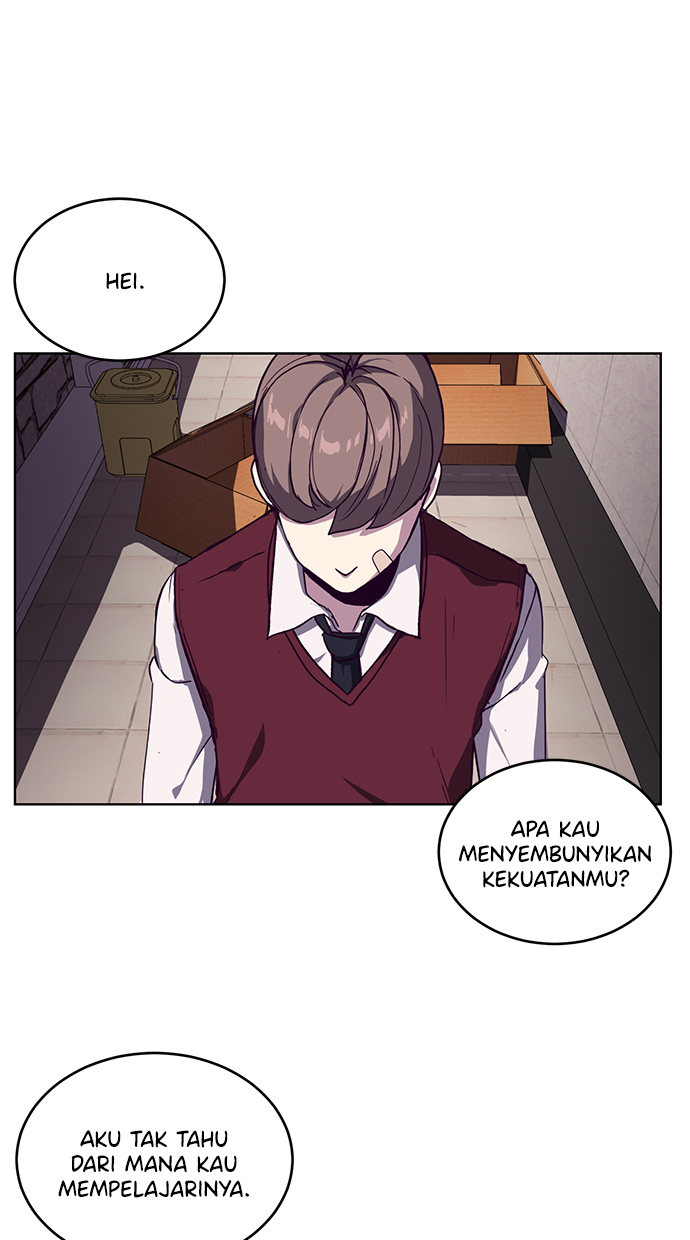 HEI.
APA KAU
MENYEMBUNYIKAN
KEKUATANMU?
AKU TAK TAHU
DARI MANA KAU
MEMPELAJARINYA.